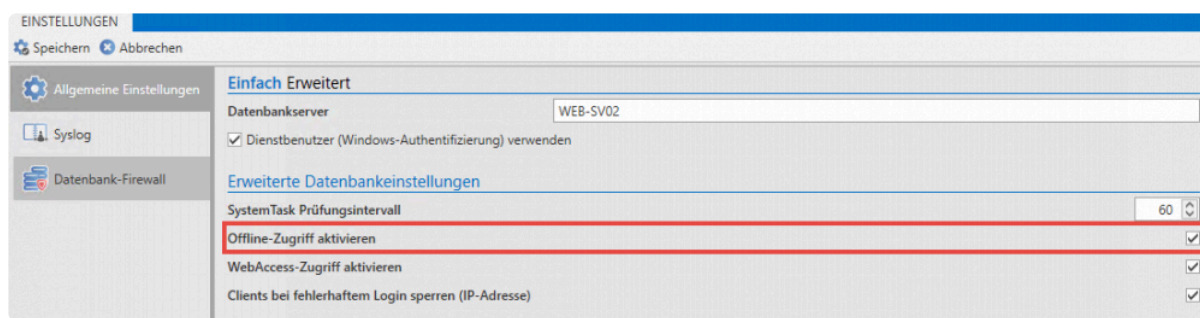 EINSTELLUNGEN
Speichern Abbrechen
Allgemeine Einstellungen
Syslog
Datenbank-Firewall
Einfach Erweitert
Datenbankserver WEB-SV02
Dienstbenutzer (Windows-Authentifizierung) verwenden
Erweiterte Datenbankeinstellungen
SystemTask Prüfungsintervall 60
Offline-Zugriff aktivieren
WebAccess-Zugriff aktivieren
Clients bei fehlerhaftem Login sperren (IP-Adresse)